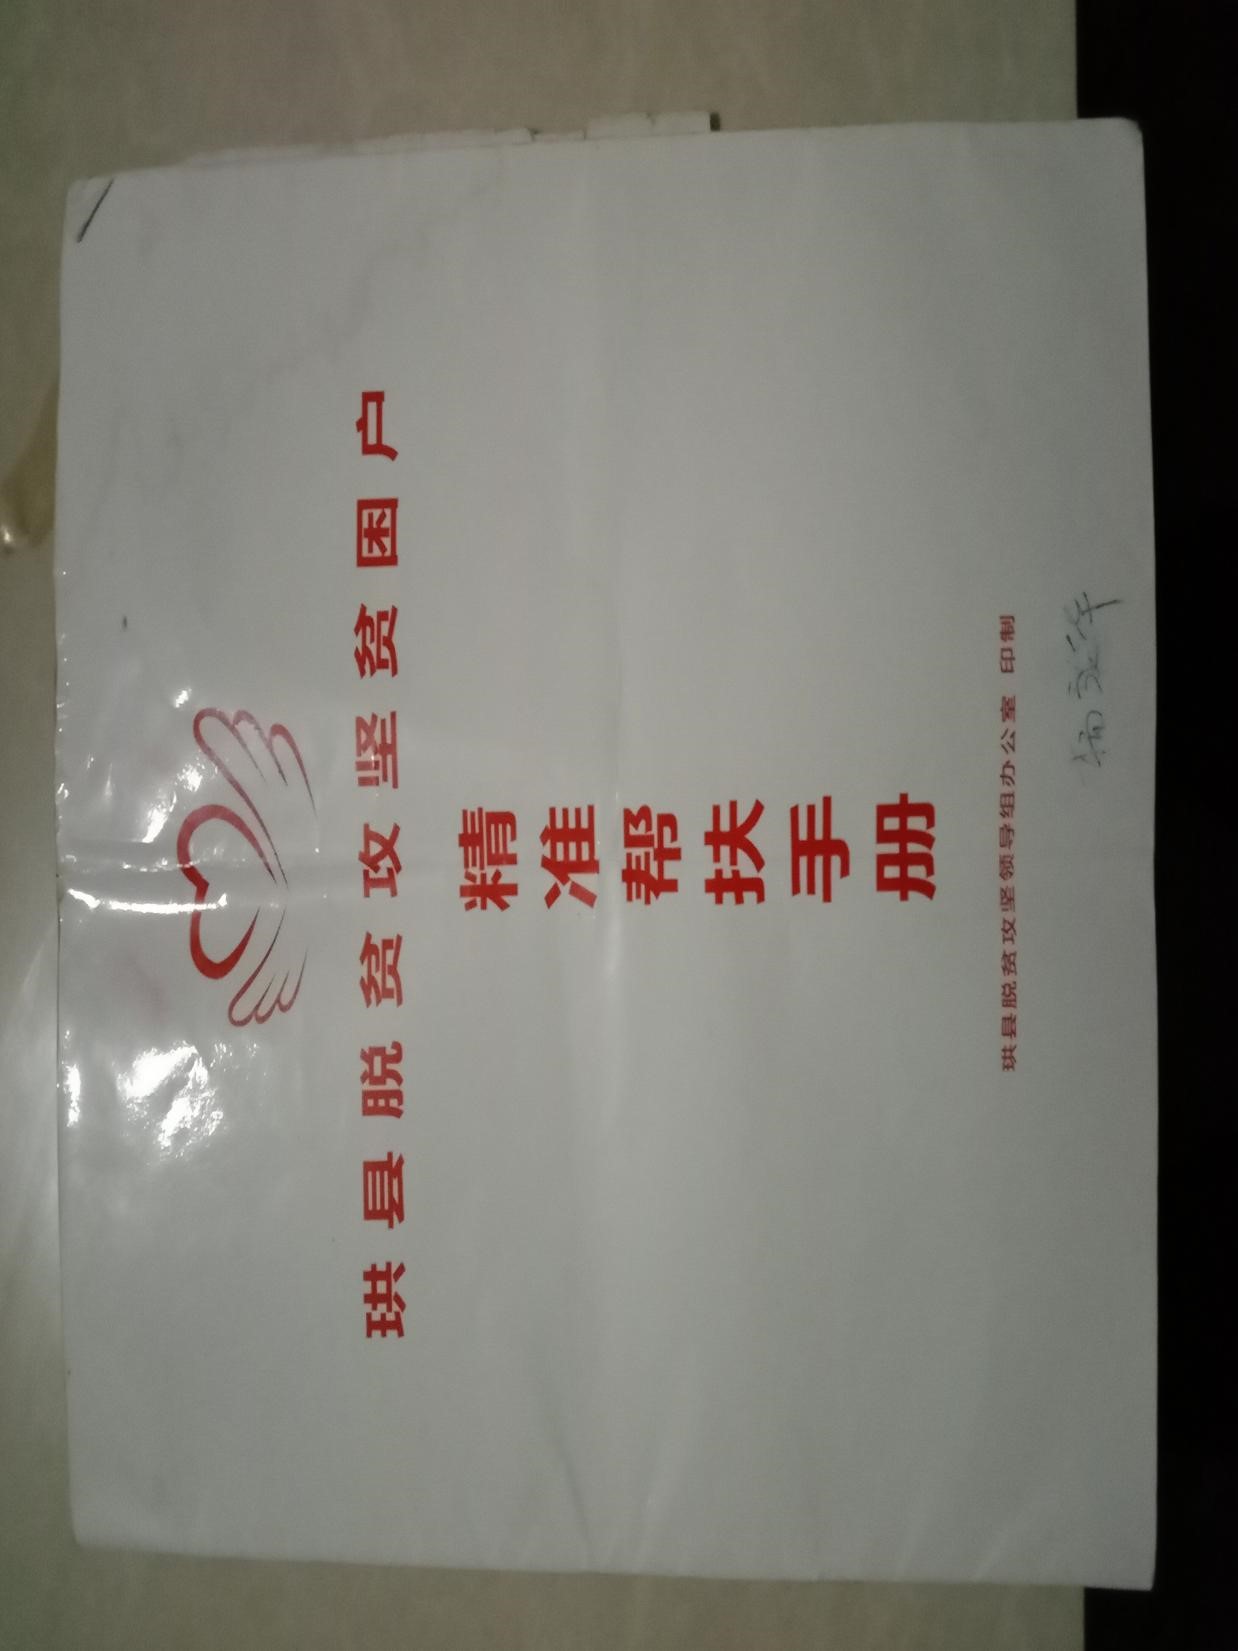 珙县脱贫攻坚贫困户
精
准
帮
扶
手
册
珙县脱贫攻坚领导组办公室 印制